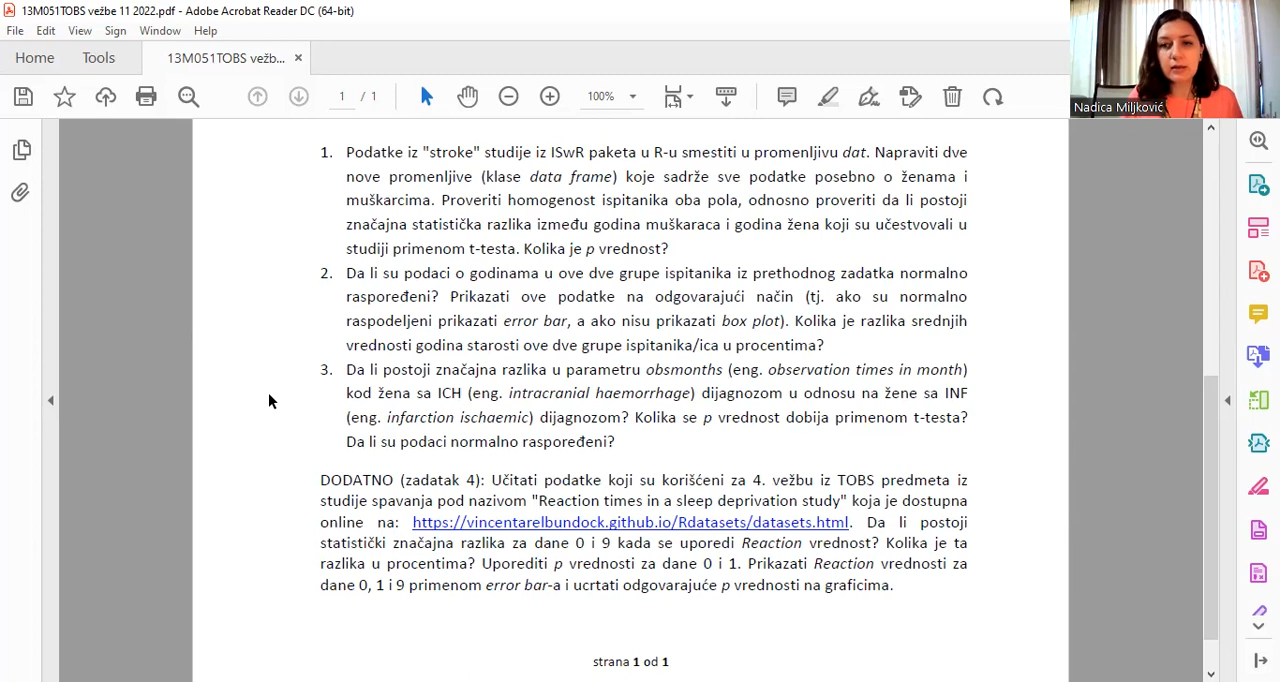 13M051TOBS vežbe 11 2022.pdf - Adobe Acrobat Reader DC (64-bit)
File Edit View Sign Window Help
Home Tools 13M051TOBS vežb... ×
1 / 1 100%
Nadica Miljković
1. Podatke iz "stroke" studije iz ISwR paketa u R-u smestiti u promenljivu dat. Napraviti dve
nove promenljive (klase data frame) koje sadrže sve podatke posebno o ženama i
muškarcima. Proveriti homogenost ispitanika oba pola, odnosno proveriti da li postoji
značajna statistička razlika između godina muškaraca i godina žena koji su učestvovali u
studiji primenom t-testa. Kolika je p vrednost?
2. Da li su podaci o godinama u ove dve grupe ispitanika iz prethodnog zadatka normalno
raspoređeni? Prikazati ove podatke na odgovarajući način (tj. ako su normalno
raspodeljeni prikazati error bar, a ako nisu prikazati box plot). Kolika je razlika srednjih
vrednosti godina starosti ove dve grupe ispitanika/ica u procentima?
3. Da li postoji značajna razlika u parametru obsmonths (eng. observation times in month)
kod žena sa ICH (eng. intracranial haemorrhage) dijagnozom u odnosu na žene sa INF
(eng. infarction ischaemic) dijagnozom? Kolika se p vrednost dobija primenom t-testa?
Da li su podaci normalno raspoređeni?
DODATNO (zadatak 4): Učitati podatke koji su korišćeni za 4. vežbu iz TOBS predmeta iz
studije spavanja pod nazivom "Reaction times in a sleep deprivation study" koja je dostupna
online na: https://vincentarelbundock.github.io/Rdatasets/datasets.html. Da li postoji
statistički značajna razlika za dane 0 i 9 kada se uporedi Reaction vrednost? Kolika je ta
razlika u procentima? Uporediti p vrednosti za dane 0 i 1. Prikazati Reaction vrednosti za
dane 0, 1 i 9 primenom error bar-a i ucrtati odgovarajuće p vrednosti na graficima.
strana 1 od 1